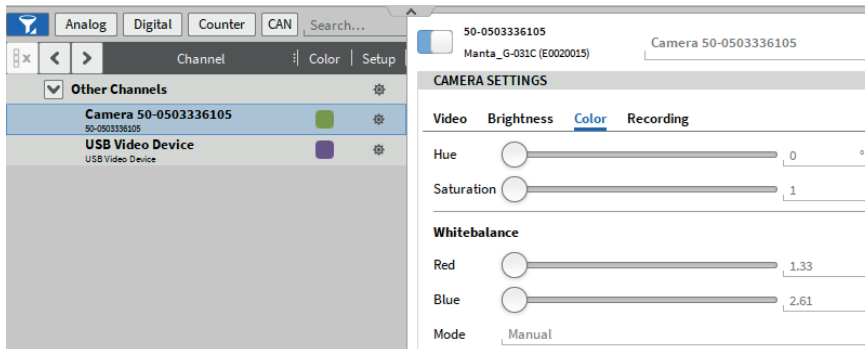 Analog Digital Counter CAN Search...
Channel Color Setup
Other Channels
Camera 50-0503336105
50-0503336105
USB Video Device
USB Video Device
50-0503336105
Manta_G-031C (E0020015)
Camera 50-0503336105
CAMERA SETTINGS
Video Brightness Color Recording
Hue 0 °
Saturation 1
Whitebalance
Red 1.33
Blue 2.61
Mode Manual